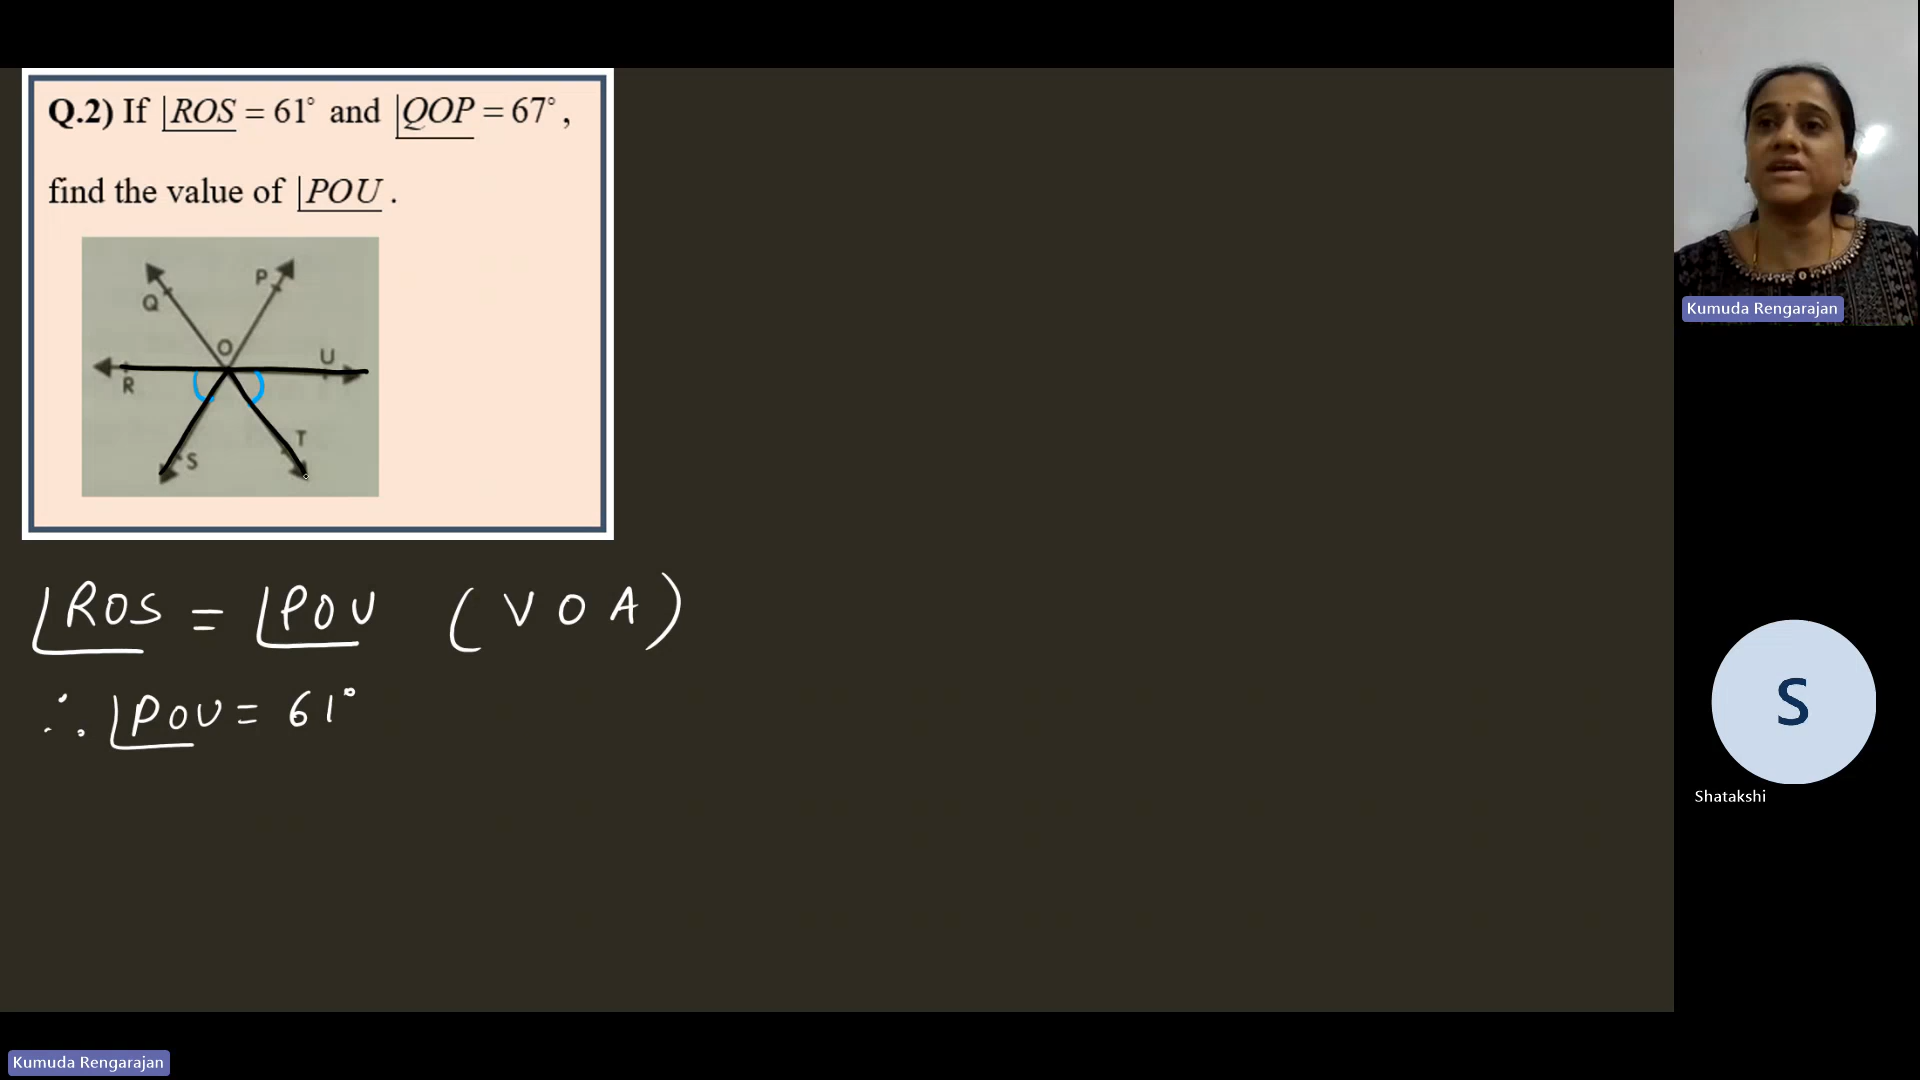 Q.2) If ∠ROS = 61° and ∠QOP = 67°,
find the value of ∠POU.
Q
P
O
U
R
T
S
∠ROS = ∠POU (VOA)
∴ ∠POU = 61°
Kumuda Rengarajan
S
Shatakshi
Kumuda Rengarajan